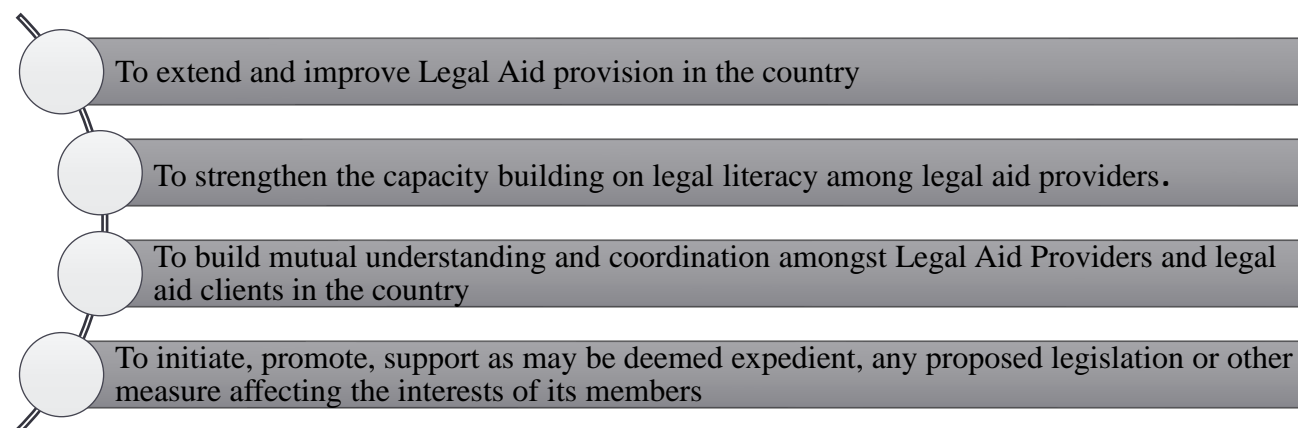 To extend and improve Legal Aid provision in the country
To strengthen the capacity building on legal literacy among legal aid providers.
To build mutual understanding and coordination amongst Legal Aid Providers and legal
aid clients in the country
To initiate, promote, support as may be deemed expedient, any proposed legislation or other
measure affecting the interests of its members